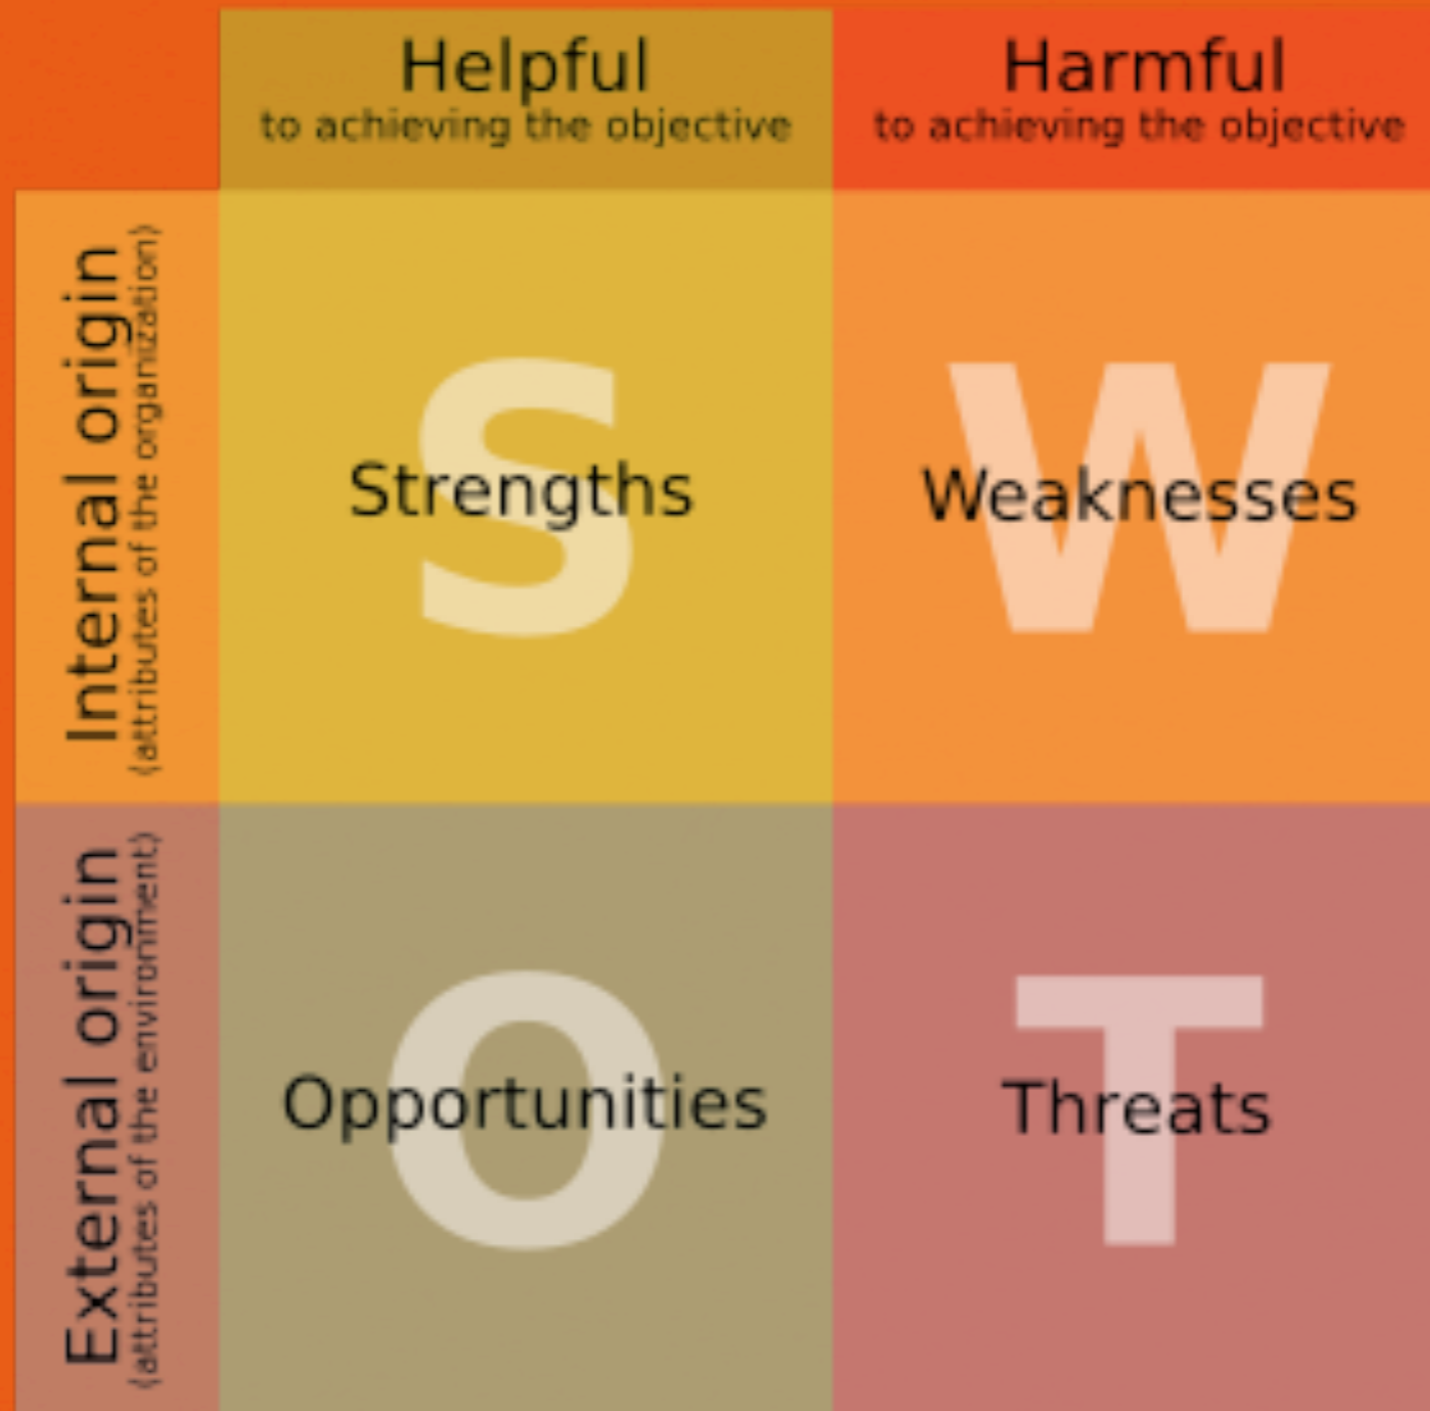 Helpful
to achieving the objective
Harmful
to achieving the objective
Internal origin
(attributes of the organization)
S
Strengths
W
Weaknesses
External origin
(attributes of the environment)
O
Opportunities
T
Threats